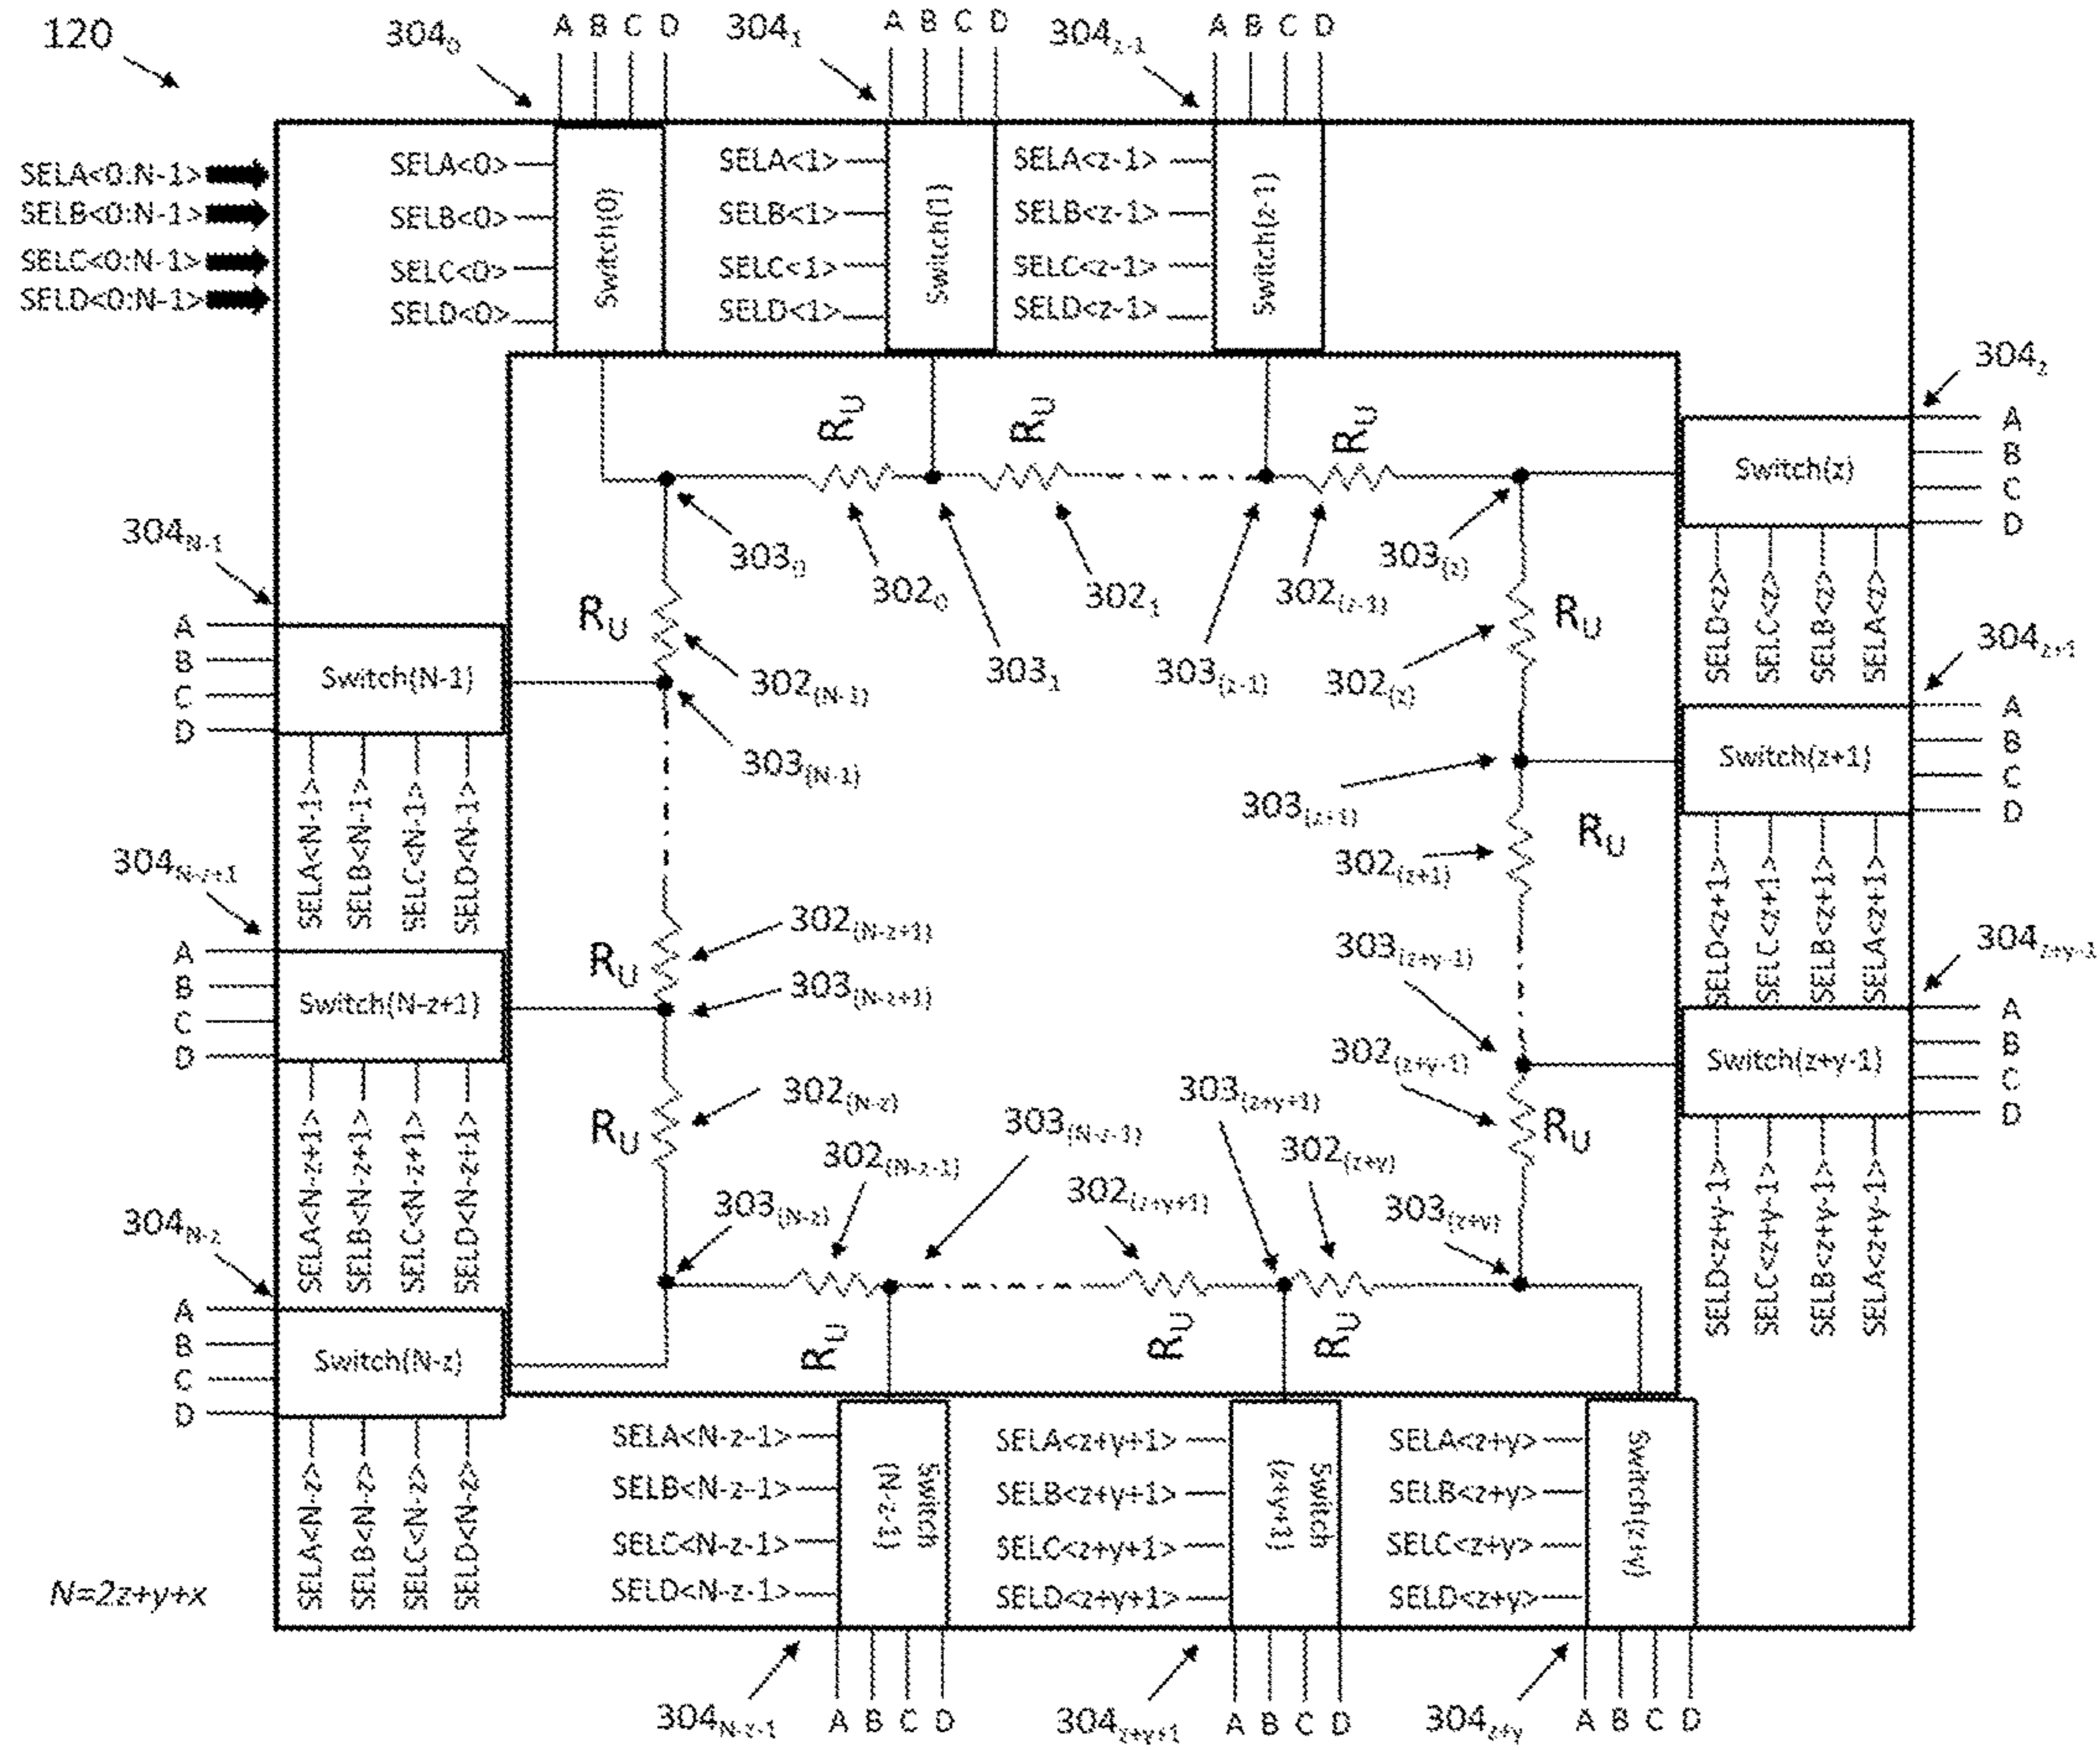 120
304₀
A B C D
304₁
A B C D
304z-1
A B C D
SELA<0:N-1>
SELB<0:N-1>
SELC<0:N-1>
SELD<0:N-1>
SELA<0>
SELB<0>
SELC<0>
SELD<0>
Switch(0)
SELA<1>
SELB<1>
SELC<1>
SELD<1>
Switch(1)
SELA<z-1>
SELB<z-1>
SELC<z-1>
SELD<z-1>
Switch(z-1)
304z
A
B
C
D
Switch(z)
SELD<z>
SELC<z>
SELB<z>
SELA<z>
RU
RU
RU
303₀
302₀
303₁
302₁
303(z-1)
302(z-1)
303(z)
304N-1
A
B
C
D
Switch(N-1)
SELA<N-1>
SELB<N-1>
SELC<N-1>
SELD<N-1>
RU
302(N-1)
303(N-1)
302(z)
RU
304z+1
A
B
C
D
Switch(z+1)
SELD<z+1>
SELC<z+1>
SELB<z+1>
SELA<z+1>
303(z+1)
302(z+1)
RU
304N-z+1
A
B
C
D
Switch(N-z+1)
SELA<N-z+1>
SELB<N-z+1>
SELC<N-z+1>
SELD<N-z+1>
RU
302(N-z+1)
303(N-z+1)
303(z+y-1)
302(z+y-1)
RU
304z+y-1
A
B
C
D
Switch(z+y-1)
SELD<z+y-1>
SELC<z+y-1>
SELB<z+y-1>
SELA<z+y-1>
RU
302(N-z)
303(N-z)
302(N-z-1)
303(N-z-1)
302(z+y+1)
303(z+y+1)
302(z+y)
303(z+y)
RU
RU
RU
304N-z
A
B
C
D
Switch(N-z)
SELA<N-z>
SELB<N-z>
SELC<N-z>
SELD<N-z>
SELA<N-z-1>
SELB<N-z-1>
SELC<N-z-1>
SELD<N-z-1>
Switch
(N-z-1)
SELA<z+y+1>
SELB<z+y+1>
SELC<z+y+1>
SELD<z+y+1>
Switch
(z+y+1)
SELA<z+y>
SELB<z+y>
SELC<z+y>
SELD<z+y>
Switch(z+y)
N=2z+y+x
304N-z-1
A B C D
304z+y+1
A B C D
304z+y
A B C D